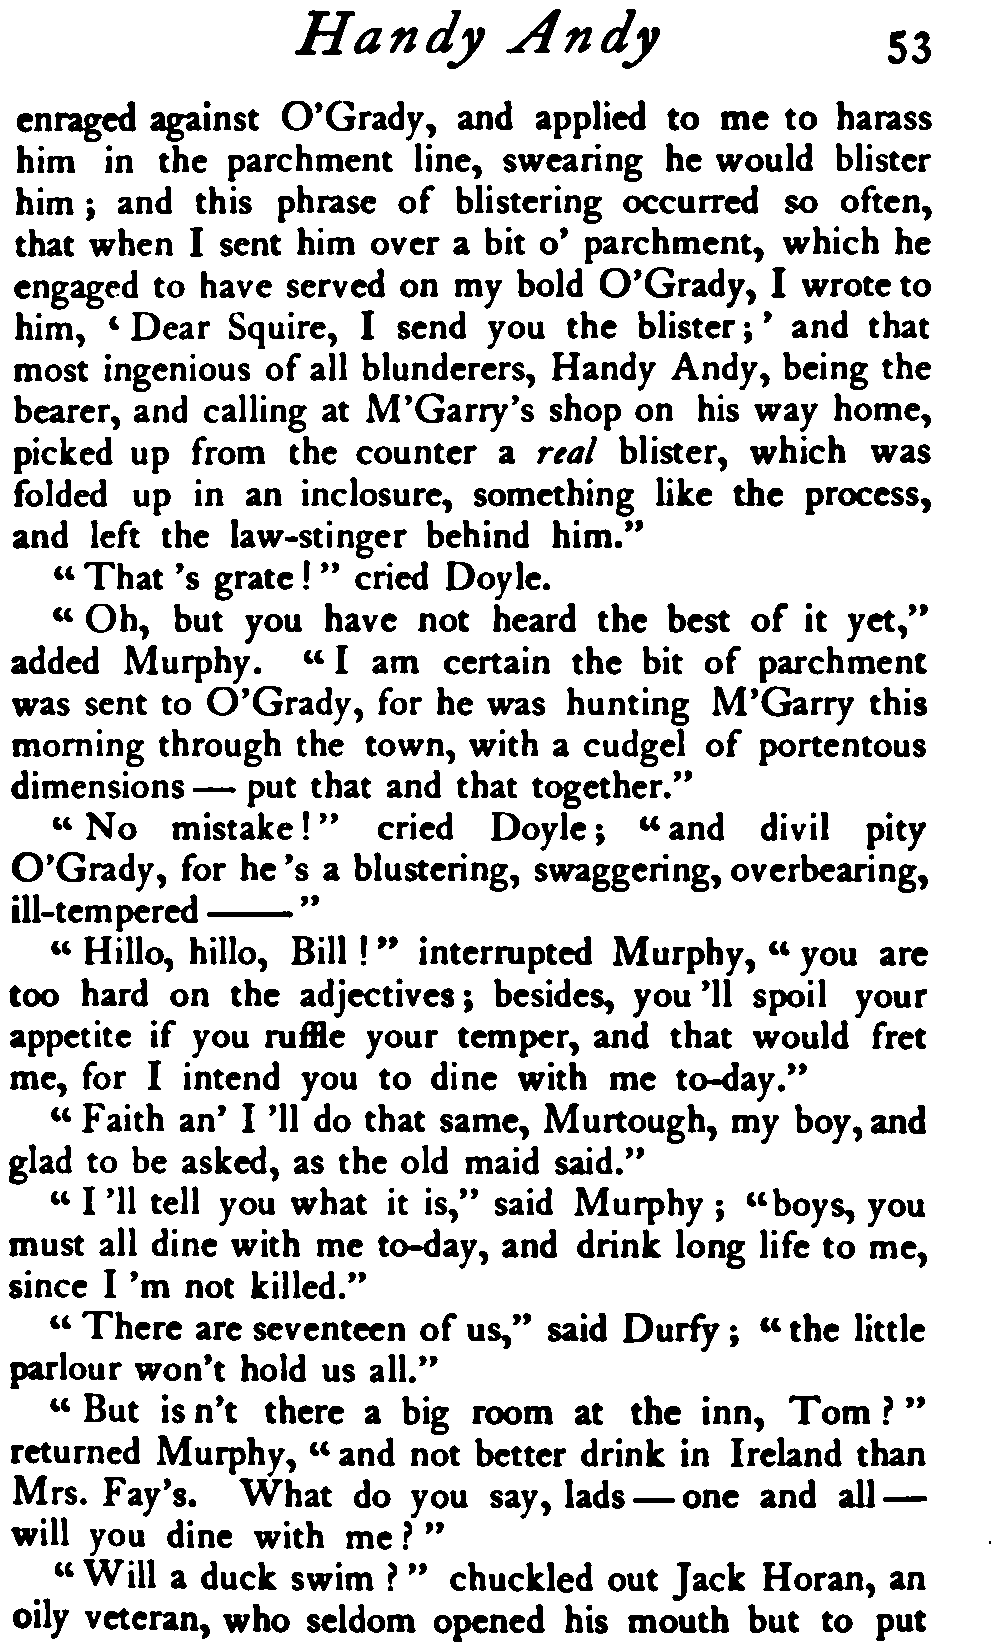 Handy Andy 53
enraged against O'Grady, and applied to me to harass
him in the parchment line, swearing he would blister
him ; and this phrase of blistering occurred so often,
that when I sent him over a bit o' parchment, which he
engaged to have served on my bold O'Grady, I wrote to
him, ‘ Dear Squire, I send you the blister ; ’ and that
most ingenious of all blunderers, Handy Andy, being the
bearer, and calling at M'Garry's shop on his way home,
picked up from the counter a real blister, which was
folded up in an inclosure, something like the process,
and left the law-stinger behind him.”
“ That 's grate ! ” cried Doyle.
“ Oh, but you have not heard the best of it yet,”
added Murphy. “ I am certain the bit of parchment
was sent to O'Grady, for he was hunting M'Garry this
morning through the town, with a cudgel of portentous
dimensions — put that and that together.”
“ No mistake ! ” cried Doyle ; “ and divil pity
O'Grady, for he 's a blustering, swaggering, overbearing,
ill-tempered —— ”
“ Hillo, hillo, Bill ! ” interrupted Murphy, “ you are
too hard on the adjectives ; besides, you 'll spoil your
appetite if you ruffle your temper, and that would fret
me, for I intend you to dine with me to-day.”
“ Faith an' I 'll do that same, Murtough, my boy, and
glad to be asked, as the old maid said.”
“ I 'll tell you what it is,” said Murphy ; “ boys, you
must all dine with me to-day, and drink long life to me,
since I 'm not killed.”
“ There are seventeen of us,” said Durfy ; “ the little
parlour won't hold us all.”
“ But is n't there a big room at the inn, Tom ? ”
returned Murphy, “ and not better drink in Ireland than
Mrs. Fay's. What do you say, lads — one and all —
will you dine with me ? ”
“ Will a duck swim ? ” chuckled out Jack Horan, an
oily veteran, who seldom opened his mouth but to put